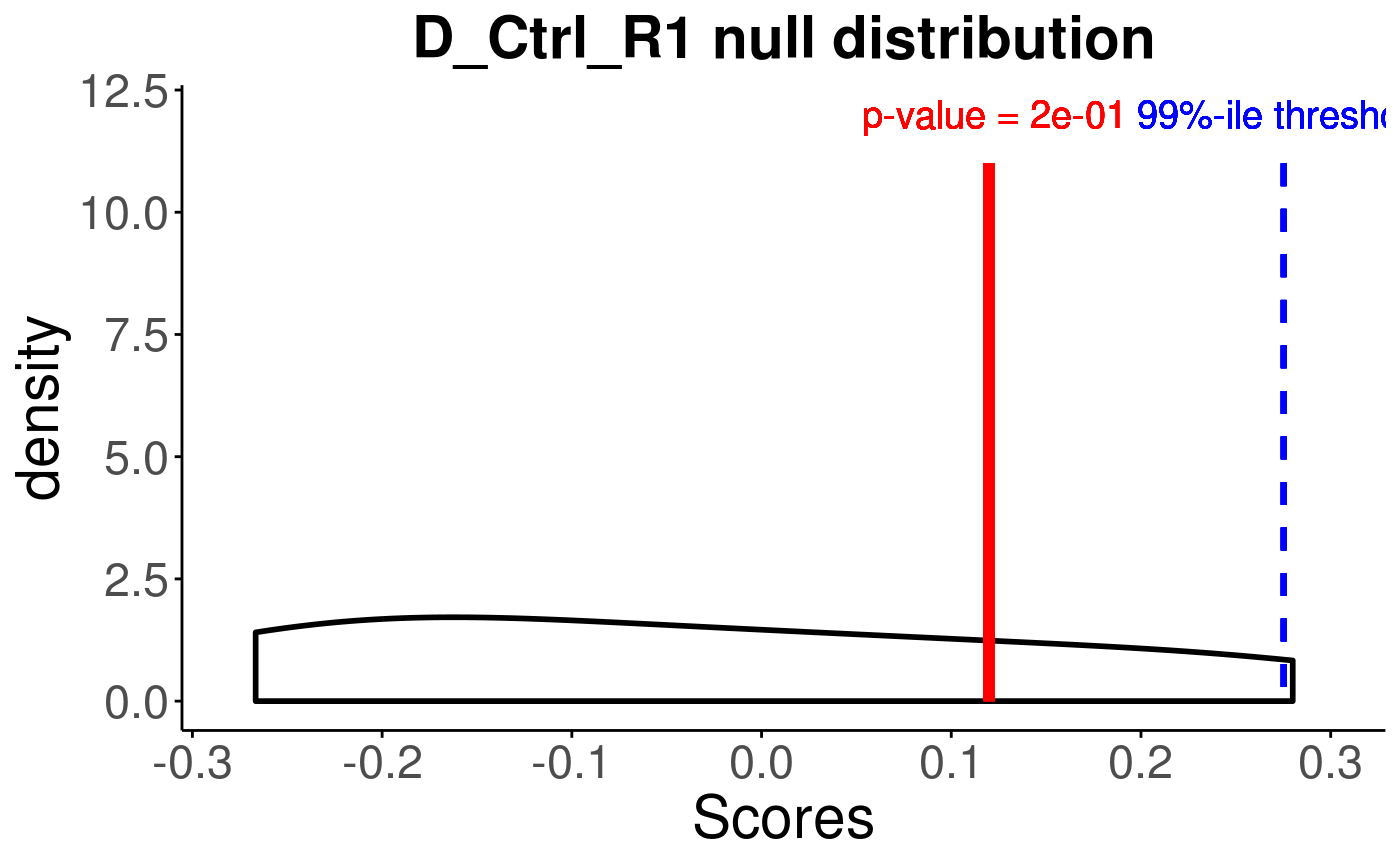 D_Ctrl_R1 null distribution
p-value = 2e-01 99%-ile
density
12.5
10.0
7.5
5.0
2.5
0.0
-0.3 -0.2 -0.1 0.0 0.1 0.2 0.3
Scores